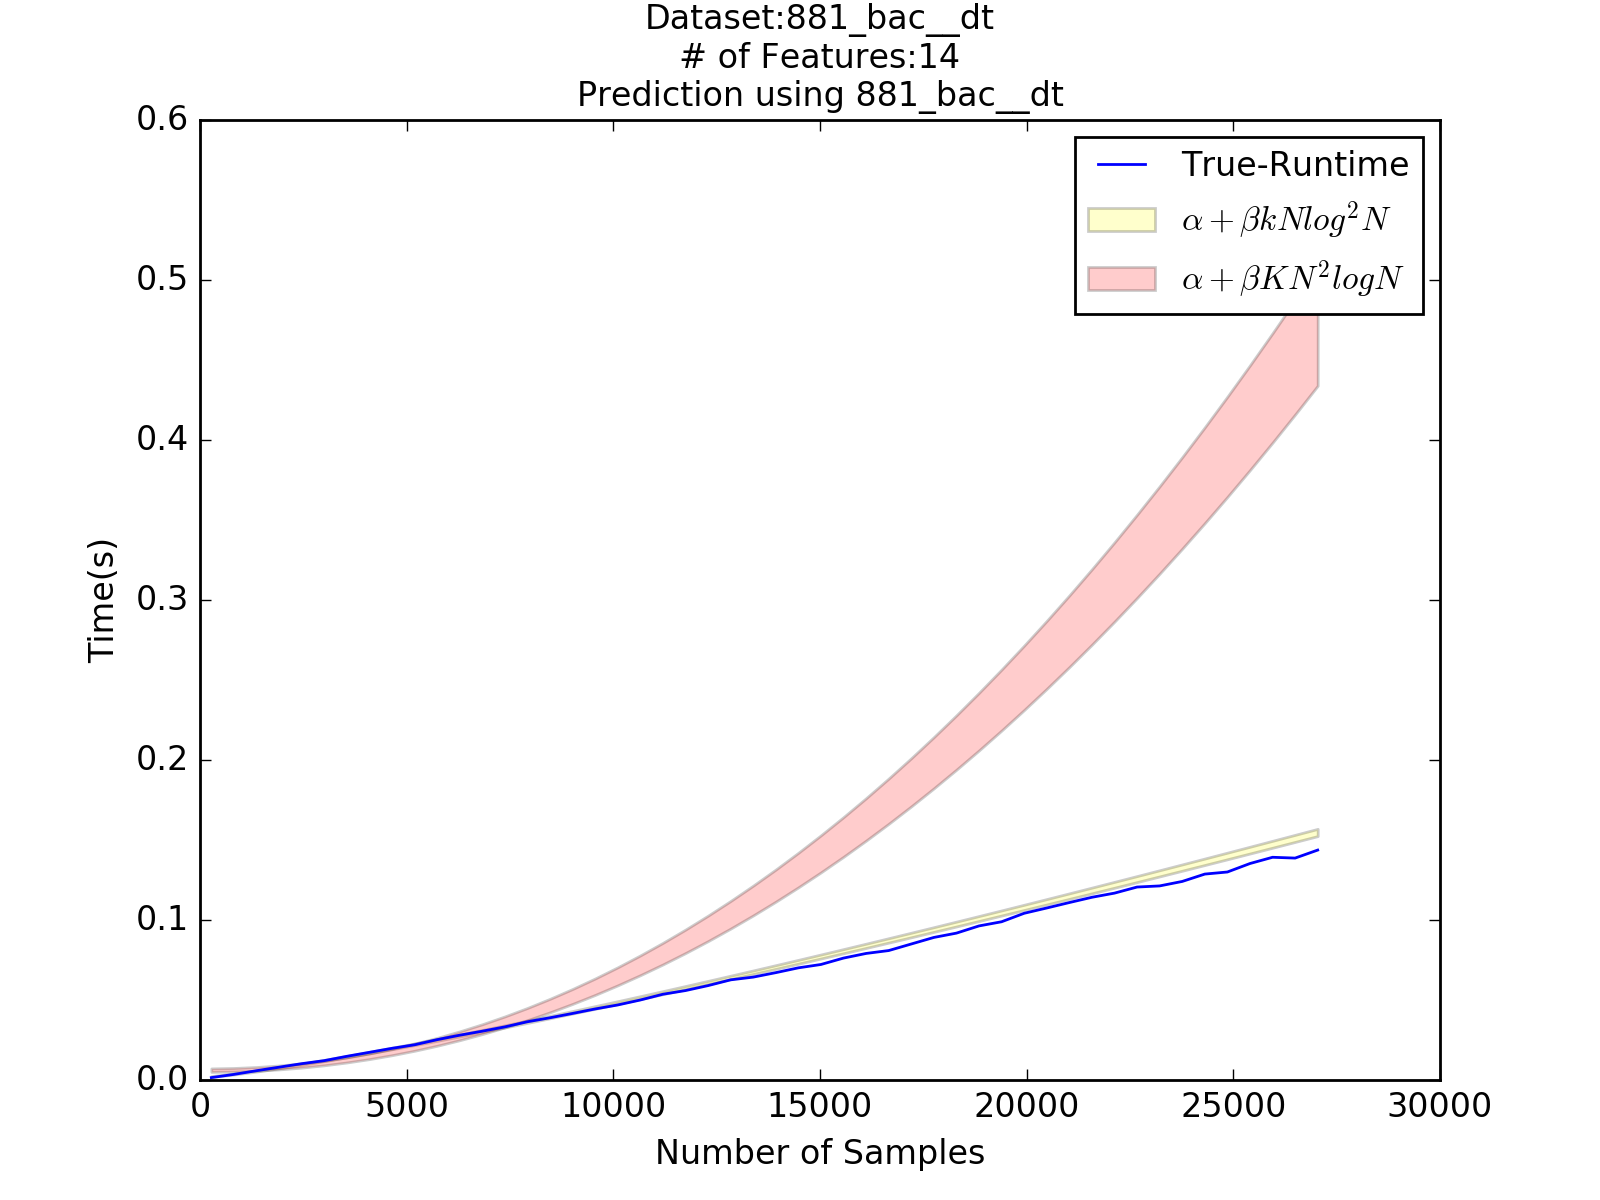 Dataset:881_bac__dt
# of Features:14
Prediction using 881_bac__dt
0.6
0.5
0.4
0.3
0.2
0.1
0.0
Time(s)
True-Runtime
α + βkNlog²N
α + βKN²logN
0 5000 10000 15000 20000 25000 30000
Number of Samples